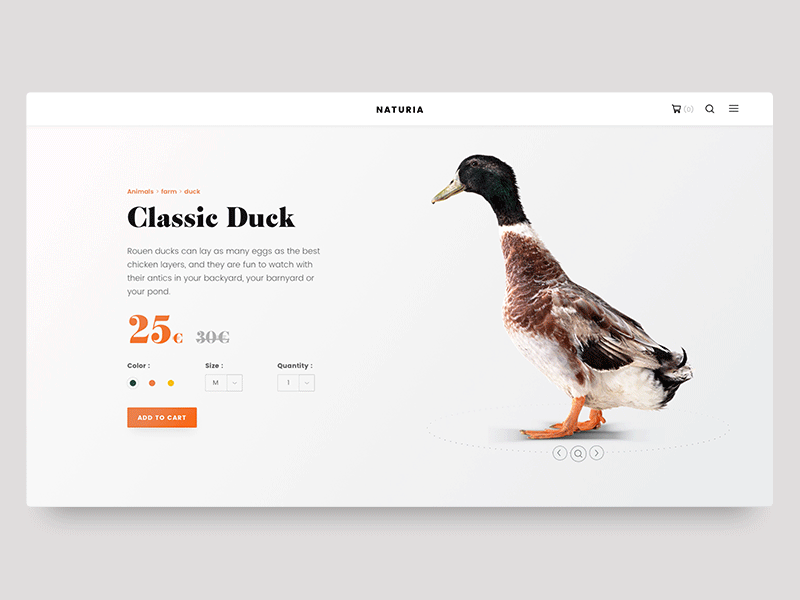 NATURIA
(0)
Animals > farm > duck
Classic Duck
Rouen ducks can lay as many eggs as the best
chicken layers, and they are fun to watch with
their antics in your backyard, your barnyard or
your pond.
25€ 30€
Color : Size : Quantity :
M 1
ADD TO CART